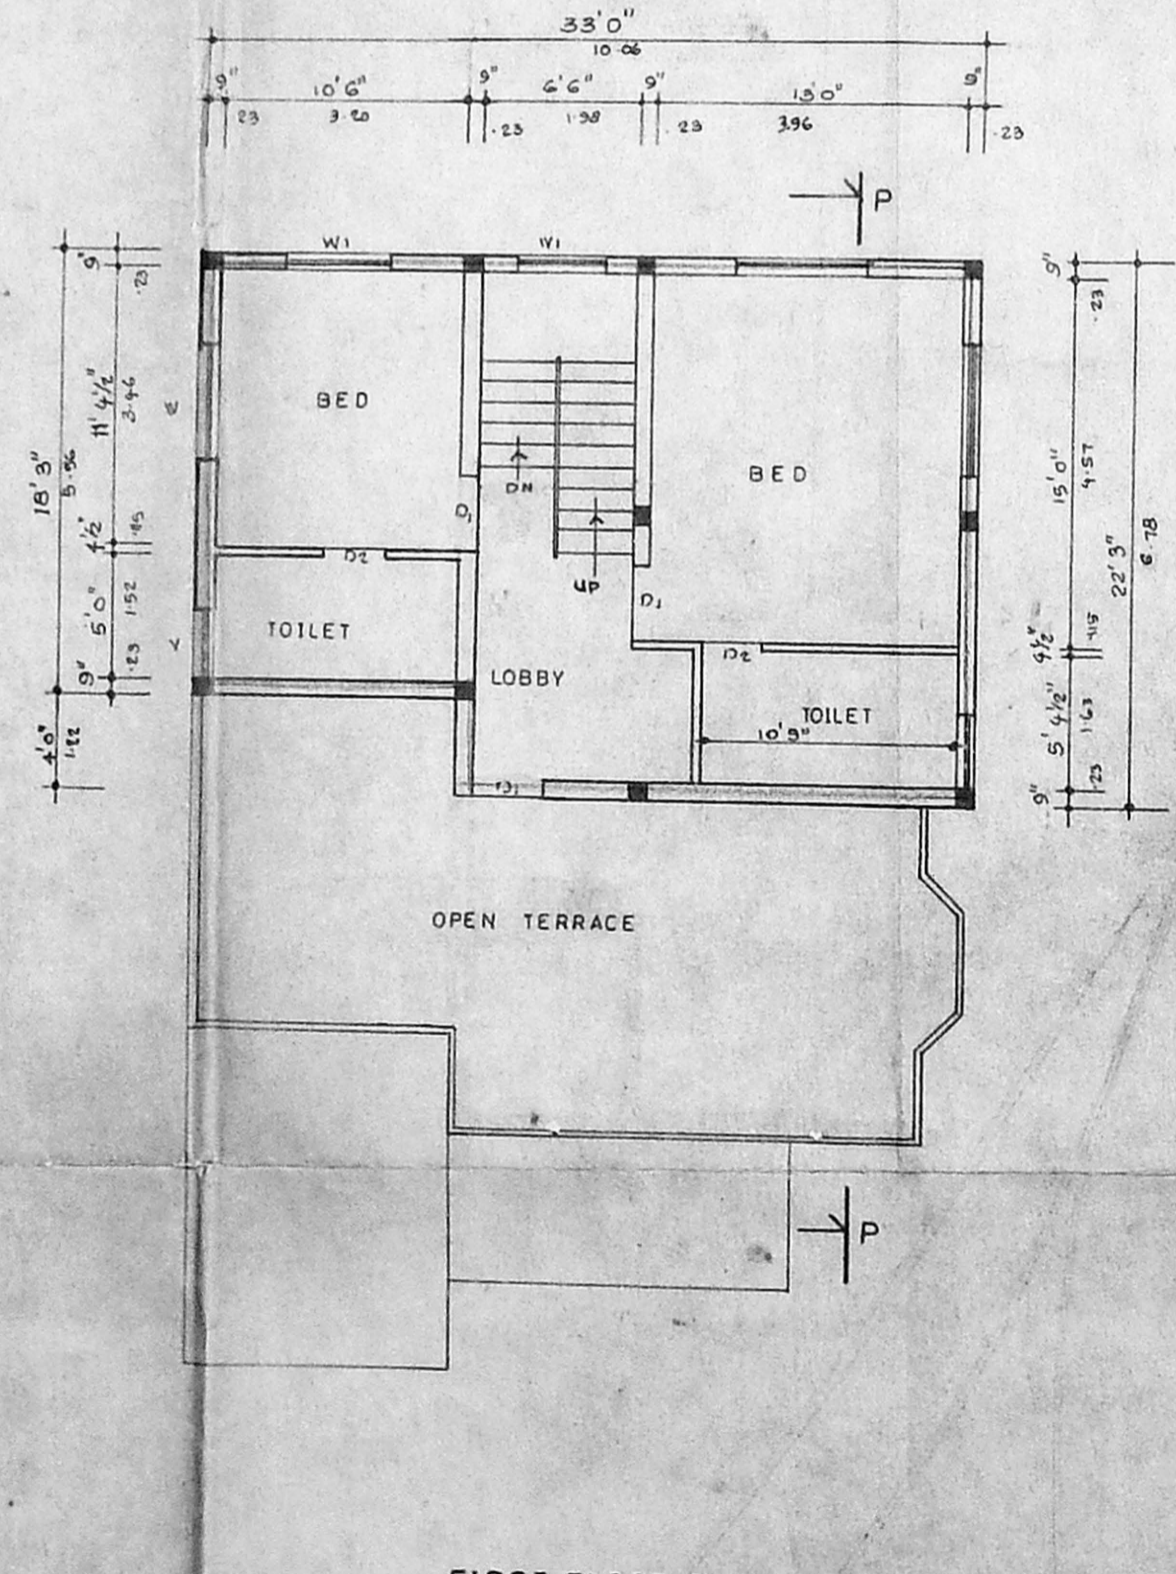 33'0"
10.06
9" 10'6" 9" 6'6" 9" 13'0" 9"
.23 3.20 .23 1.98 .23 3.96 .23
P
W1 W1
9"
.23
11'4½"
3.46
18'3"
5.56
4½"
.115
5'0"
1.52
9"
.23
4'0"
1.22
9"
.23
15'0"
4.57
22'3"
6.78
4½"
.115
5'4½"
1.63
9"
.23
BED
BED
DN
D1
D2
UP
D1
TOILET
D2
LOBBY
TOILET
10'9"
D1
V
OPEN TERRACE
P